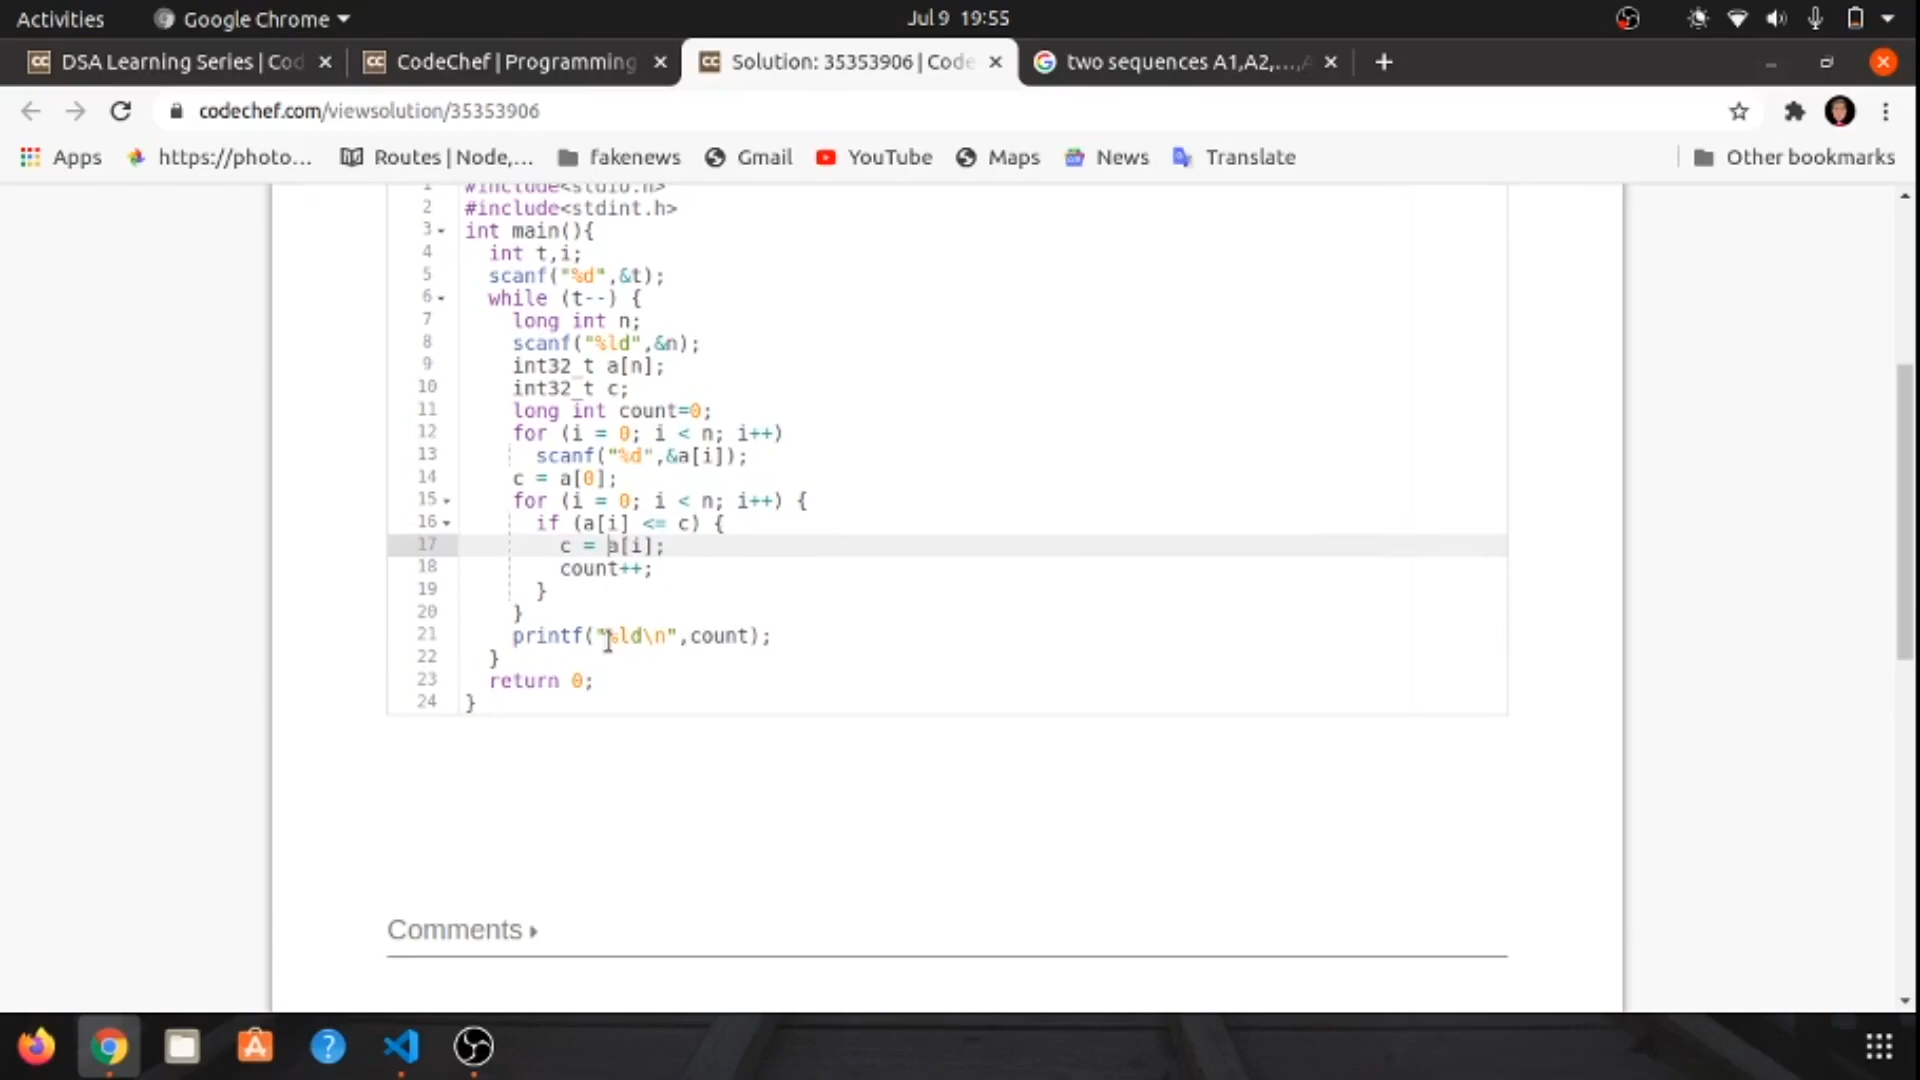 Activities Google Chrome Jul 9 19:55
DSA Learning Series | Cod CodeChef | Programming Solution: 35353906 | Code two sequences A1,A2,...,A
codechef.com/viewsolution/35353906
Apps https://photo... Routes | Node,... fakenews Gmail YouTube Maps News Translate Other bookmarks
1 #include<stdio.h>
2 #include<stdint.h>
3 int main(){
4 int t,i;
5 scanf("%d",&t);
6 while (t--) {
7 long int n;
8 scanf("%ld",&n);
9 int32_t a[n];
10 int32_t c;
11 long int count=0;
12 for (i = 0; i < n; i++)
13 scanf("%d",&a[i]);
14 c = a[0];
15 for (i = 0; i < n; i++) {
16 if (a[i] <= c) {
17 c = a[i];
18 count++;
19 }
20 }
21 printf("%ld\n",count);
22 }
23 return 0;
24 }
Comments